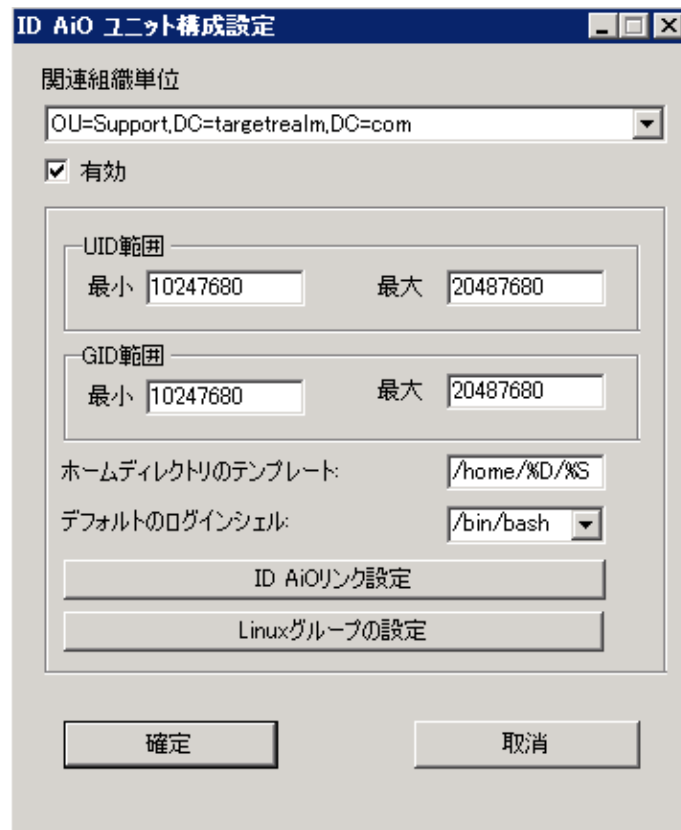 ID AiO ユニット構成設定
関連組織単位
OU=Support,DC=targetrealm,DC=com
有効
UID範囲
最小 10247680 最大 20487680
GID範囲
最小 10247680 最大 20487680
ホームディレクトリのテンプレート: /home/%D/%S
デフォルトのログインシェル: /bin/bash
ID AiOリンク設定
Linuxグループの設定
確定 取消